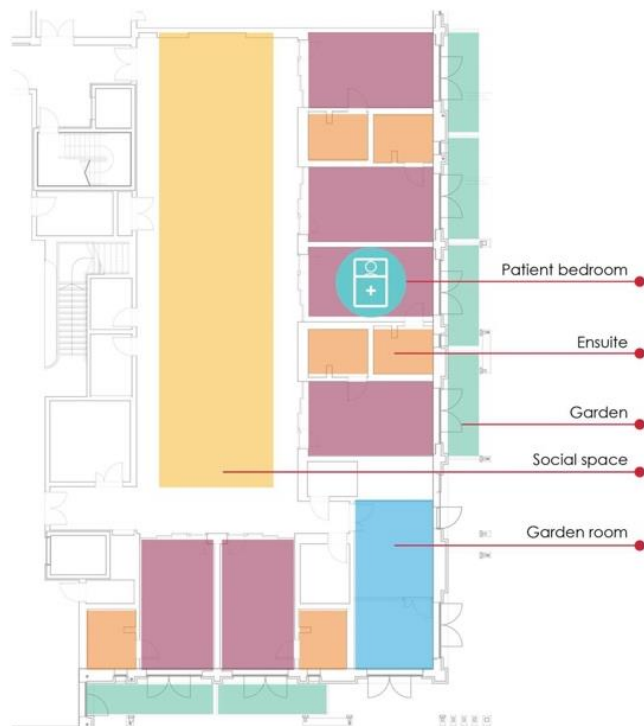 Patient bedroom
Ensuite
Garden
Social space
Garden room